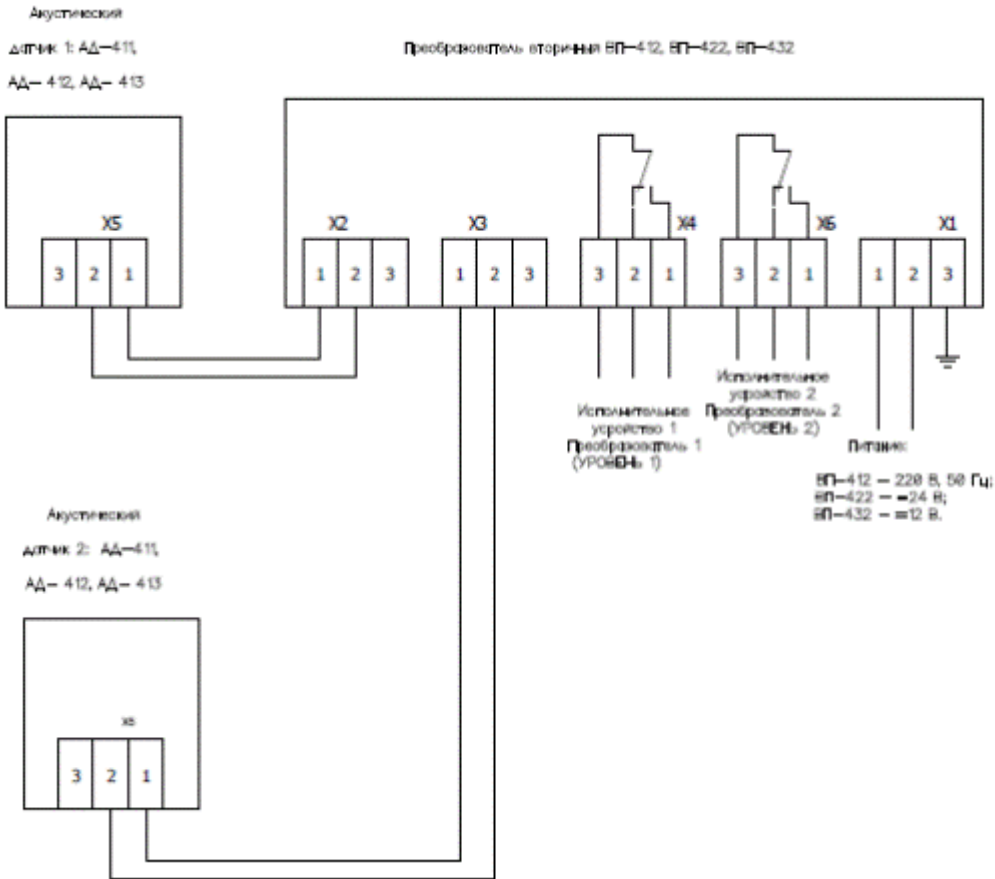 Акустический
датчик 1: АД-411,
АД- 412, АД- 413
Преобразователь вторичный ВП-412, ВП-422, ВП-432
X5
3 2 1
X2
1 2 3
X3
1 2 3
X4
3 2 1
X6
3 2 1
X1
1 2 3
Исполнительное
уcройство 1
Преобразователь 1
(УРОВЕНЬ 1)
Исполнительное
уcройство 2
Преобразователь 2
(УРОВЕНЬ 2)
Питание:
ВП-412 - 220 В, 50 Гц;
ВП-422 - =24 В;
ВП-432 - =12 В.
Акустический
датчик 2: АД-411,
АД- 412, АД- 413
3 2 1